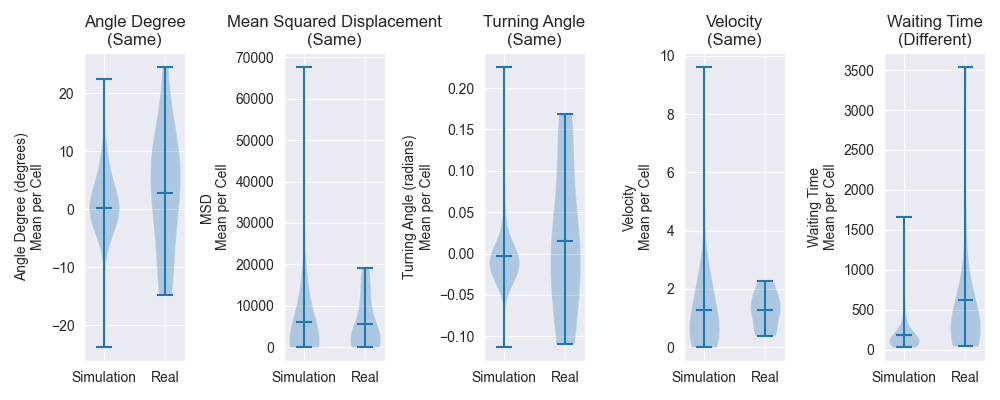 Angle Degree
(Same)
Angle Degree (degrees)
Mean per Cell
20
10
0
−10
−20
Simulation
Real
Mean Squared Displacement
(Same)
MSD
Mean per Cell
70000
60000
50000
40000
30000
20000
10000
0
Simulation
Real
Turning Angle
(Same)
Turning Angle (radians)
Mean per Cell
0.20
0.15
0.10
0.05
0.00
−0.05
−0.10
Simulation
Real
Velocity
(Same)
Velocity
Mean per Cell
10
8
6
4
2
0
Simulation
Real
Waiting Time
(Different)
Waiting Time
Mean per Cell
3500
3000
2500
2000
1500
1000
500
0
Simulation
Real